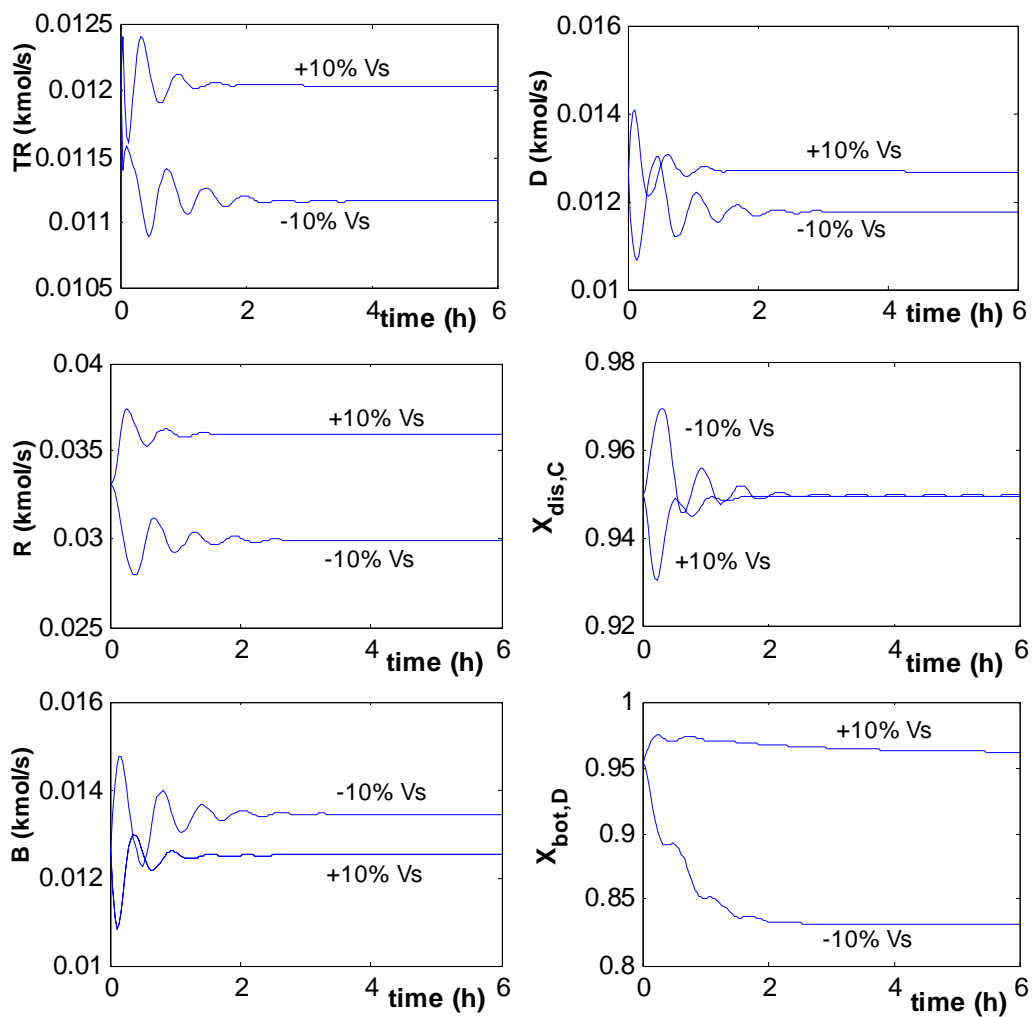 TR (kmol/s)
0.0125
0.012
0.0115
0.011
0.0105
+10% Vs
-10% Vs
0 2 4 6
time (h)
D (kmol/s)
0.016
0.014
0.012
0.01
+10% Vs
-10% Vs
0 2 4 6
time (h)
R (kmol/s)
0.04
0.035
0.03
0.025
+10% Vs
-10% Vs
0 2 4 6
time (h)
Xdis,C
0.98
0.96
0.94
0.92
-10% Vs
+10% Vs
0 2 4 6
time (h)
B (kmol/s)
0.016
0.014
0.012
0.01
-10% Vs
+10% Vs
0 2 4 6
time (h)
Xbot,D
1
0.95
0.9
0.85
0.8
+10% Vs
-10% Vs
0 2 4 6
time (h)